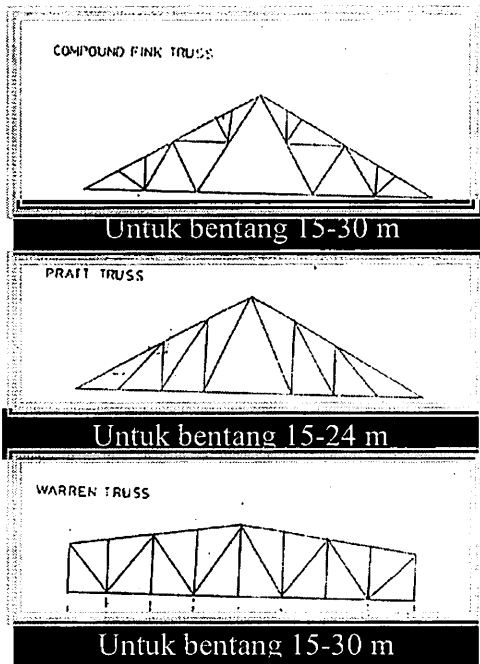 COMPOUND FINK TRUSS
Untuk bentang 15-30 m
PRATT TRUSS
Untuk bentang 15-24 m
WARREN TRUSS
Untuk bentang 15-30 m